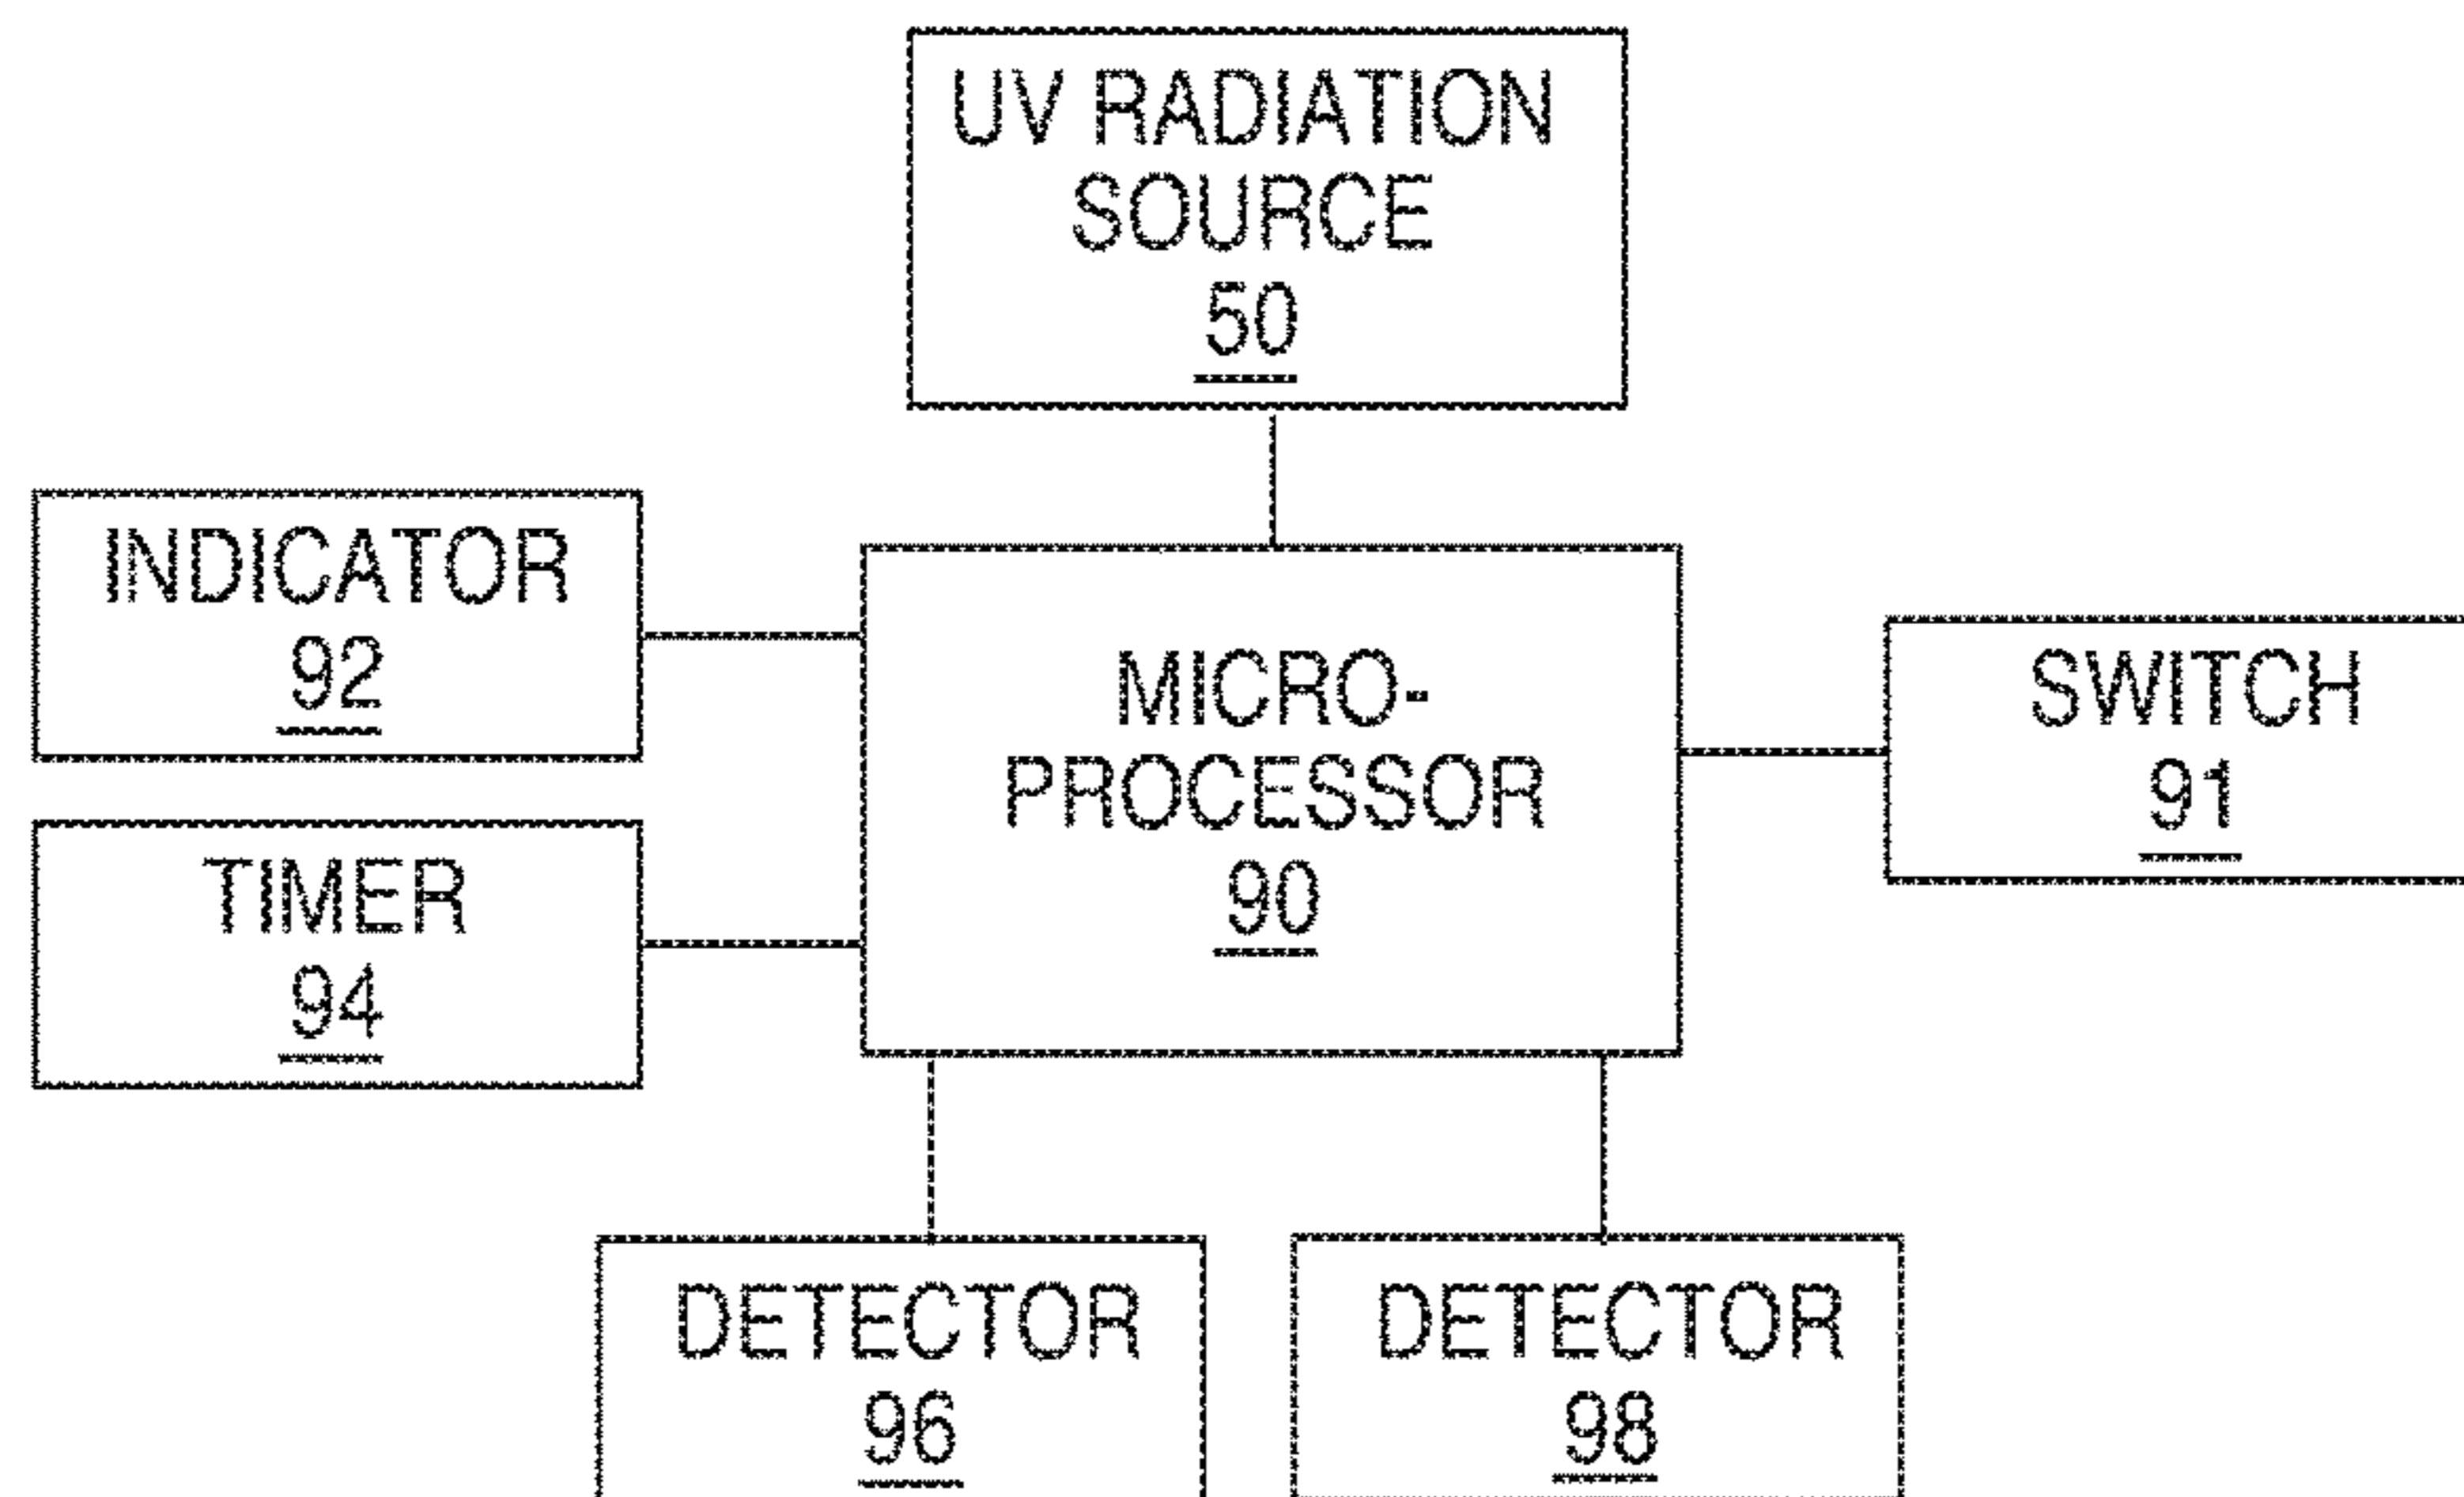 UV RADIATION
SOURCE
50
INDICATOR
92
MICRO-
PROCESSOR
90
SWITCH
91
TIMER
94
DETECTOR
96
DETECTOR
98